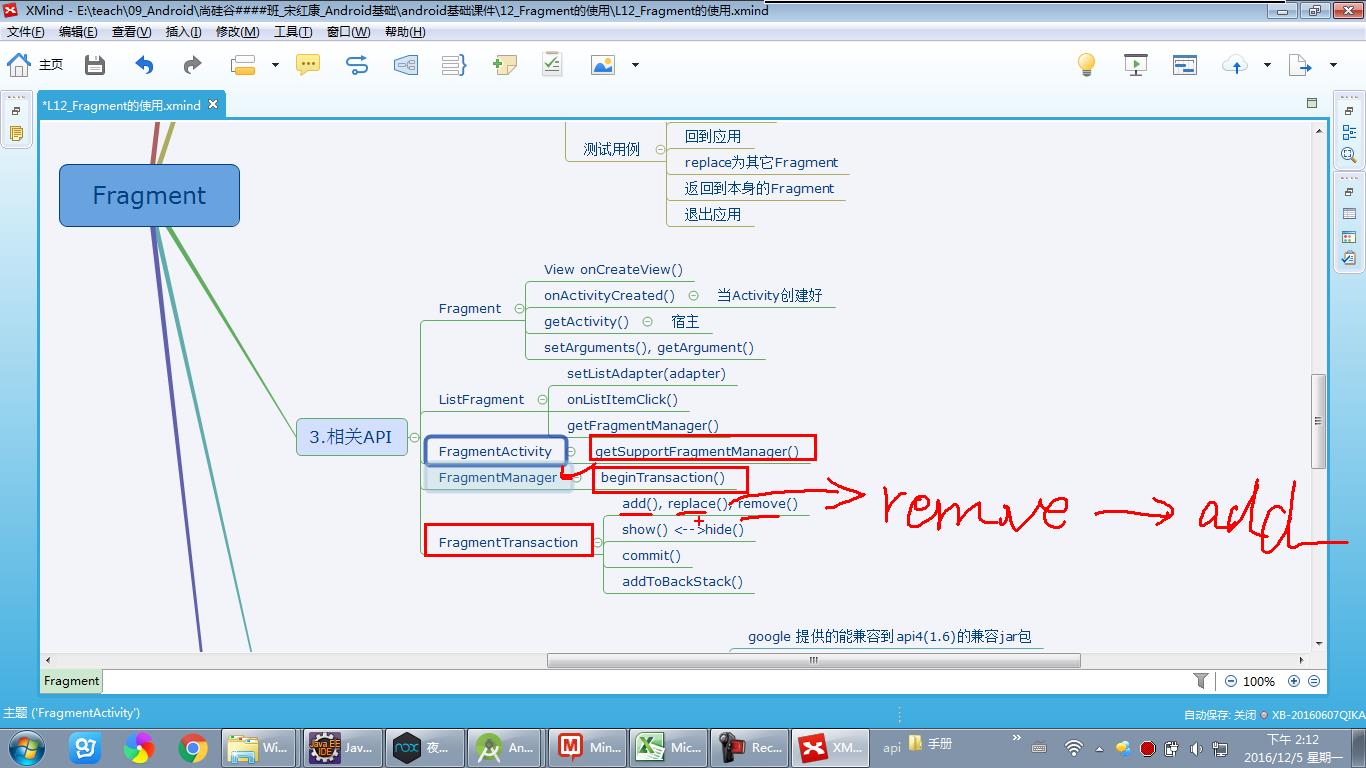 XMind - E:\teach\09_Android\尚硅谷####班_宋红康_Android基础\android基础课件\12_Fragment的使用\L12_Fragment的使用.xmind
文件(F) 编辑(E) 查看(V) 插入(I) 修改(M) 工具(T) 窗口(W) 帮助(H)
主页
*L12_Fragment的使用.xmind
Fragment
测试用例
回到应用
replace为其它Fragment
返回到本身的Fragment
退出应用
3.相关API
Fragment
View onCreateView()
onActivityCreated() 当Activity创建好
getActivity() 宿主
setArguments(), getArgument()
ListFragment
setListAdapter(adapter)
onListItemClick()
getFragmentManager()
FragmentActivity getSupportFragmentManager()
FragmentManager beginTransaction()
FragmentTransaction
add(), replace(), remove()
show() <-->hide()
commit()
addToBackStack()
remove → add
google 提供的能兼容到api4(1.6)的兼容jar包
Fragment
100%
主题 ('FragmentActivity')
自动保存: 关闭 XB-20160607QIKA
Wi... Jav... 夜... An... Min... Mic... Rec... XM... api 手册
下午 2:12
2016/12/5 星期一